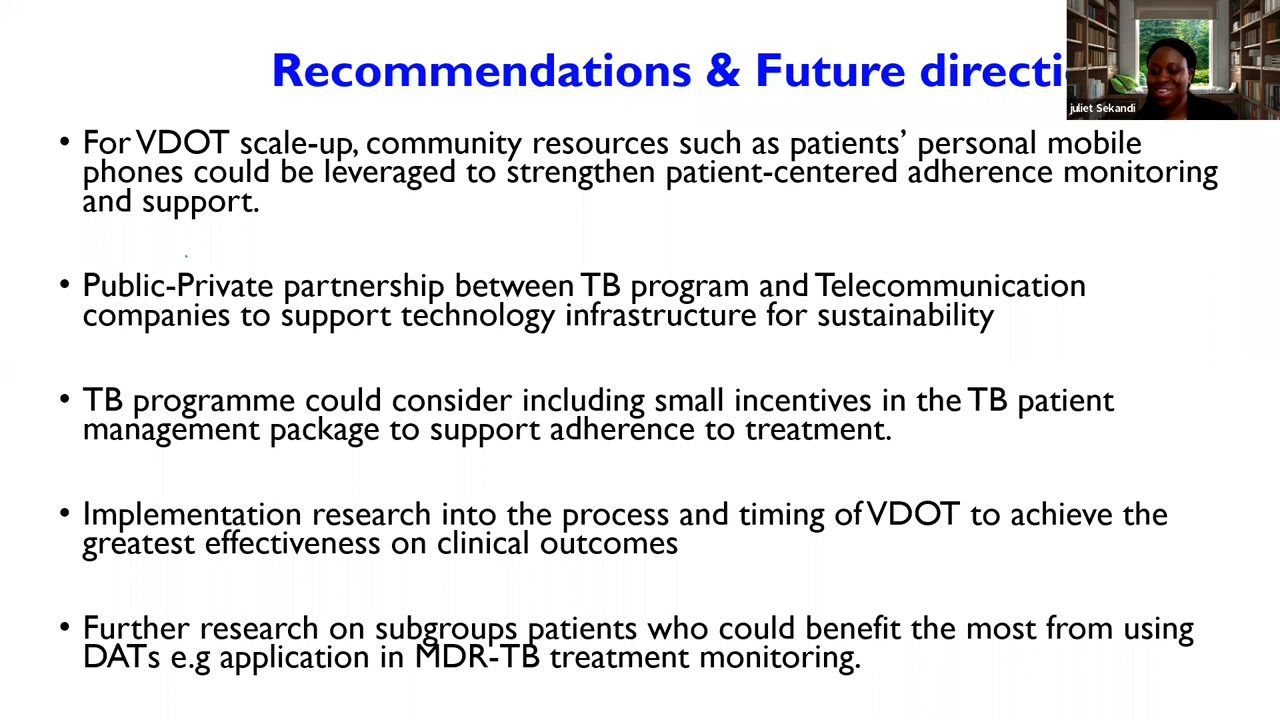 Recommendations & Future directi
juliet Sekandi
• For VDOT scale-up, community resources such as patients’ personal mobile
phones could be leveraged to strengthen patient-centered adherence monitoring
and support.
• Public-Private partnership between TB program and Telecommunication
companies to support technology infrastructure for sustainability
• TB programme could consider including small incentives in the TB patient
management package to support adherence to treatment.
• Implementation research into the process and timing of VDOT to achieve the
greatest effectiveness on clinical outcomes
• Further research on subgroups patients who could benefit the most from using
DATs e.g application in MDR-TB treatment monitoring.